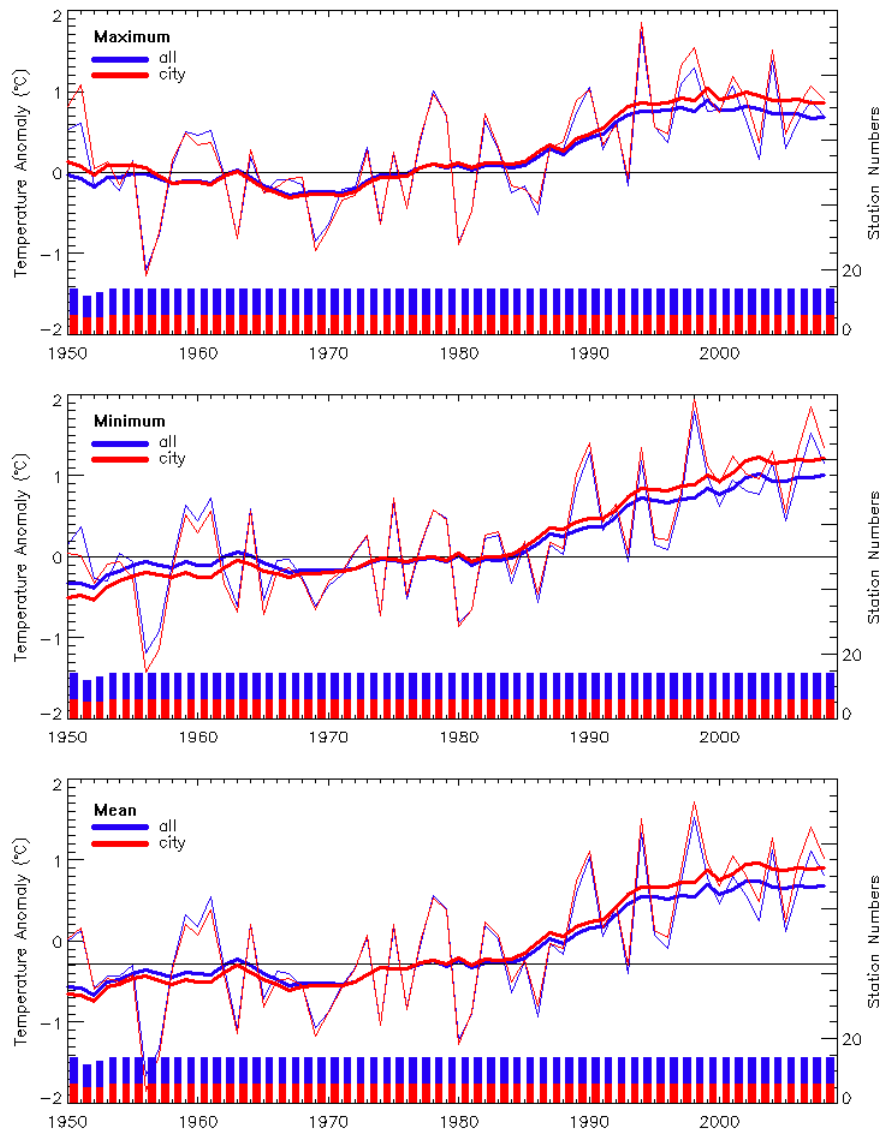 2
Maximum
all
city
1
0
−1
−2
Temperature Anomaly (°C)
20
0
Station Numbers
1950 1960 1970 1980 1990 2000
2
Minimum
all
city
1
0
−1
−2
Temperature Anomaly (°C)
20
0
Station Numbers
1950 1960 1970 1980 1990 2000
2
Mean
all
city
1
0
−1
−2
Temperature Anomaly (°C)
20
0
Station Numbers
1950 1960 1970 1980 1990 2000